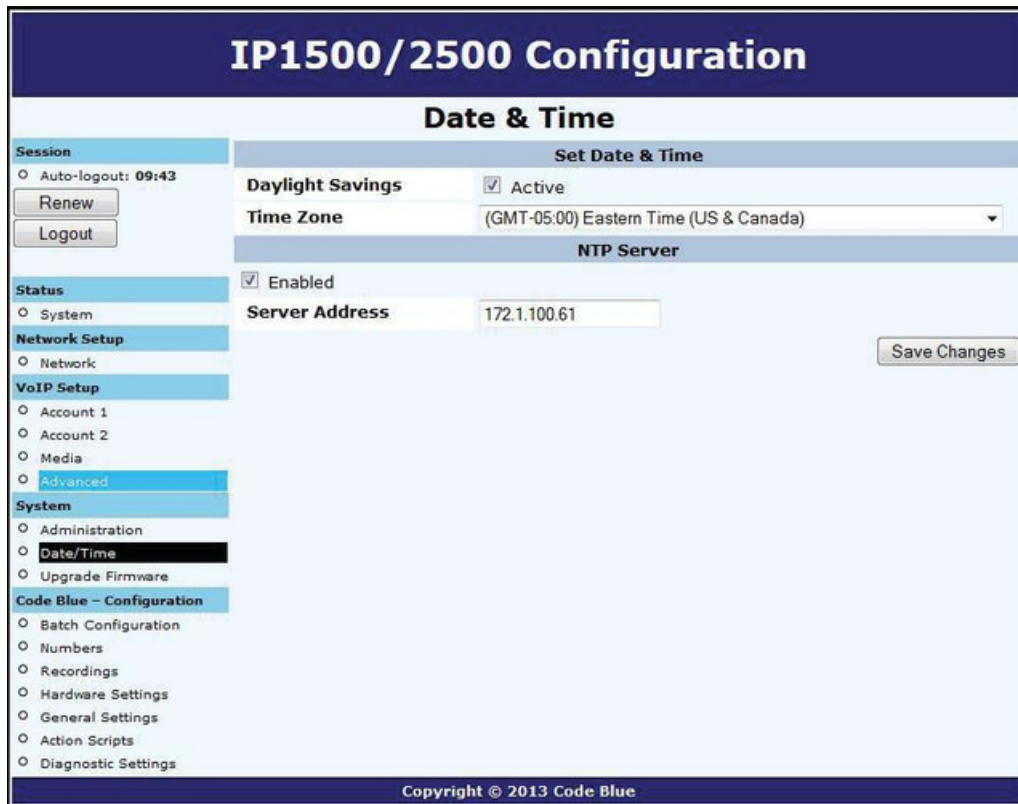 IP1500/2500 Configuration
Date & Time
Session
Auto-logout: 09:43
Renew
Logout
Status
System
Network Setup
Network
VoIP Setup
Account 1
Account 2
Media
Advanced
System
Administration
Date/Time
Upgrade Firmware
Code Blue – Configuration
Batch Configuration
Numbers
Recordings
Hardware Settings
General Settings
Action Scripts
Diagnostic Settings
Set Date & Time
Daylight Savings Active
Time Zone (GMT-05:00) Eastern Time (US & Canada)
NTP Server
Enabled
Server Address 172.1.100.61
Save Changes
Copyright © 2013 Code Blue